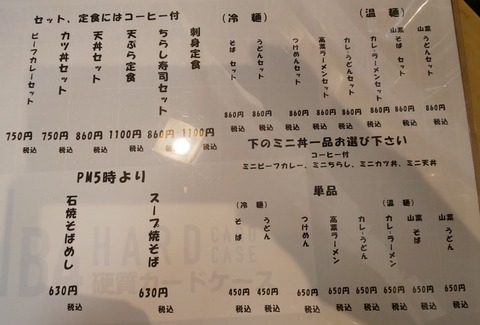 セット、定食にはコーヒー付
刺身定食 1100円 税込
ちらし寿司セット 860円 税込
天ぷら定食 1100円 税込
天丼セット 860円 税込
カツ丼セット 750円 税込
ビーフカレーセット 750円 税込
(温麺)
山菜うどんセット 860円 税込
山菜そばセット 860円 税込
カレーラーメンセット 860円 税込
カレーうどんセット 860円 税込
高菜ラーメンセット 860円 税込
つけめんセット 860円 税込
(冷麺)
うどんセット 860円 税込
そばセット 860円 税込
下のミニ丼一品お選び下さい
コーヒー付
ミニビーフカレー、ミニちらし、ミニカツ丼、ミニ天丼
PM5時より
スープ焼そば 630円 税込
石焼そばめし 630円 税込
単品
(温麺)
山菜うどん 650円 税込
山菜そば 650円 税込
カレーラーメン 650円 税込
カレーうどん 650円 税込
高菜ラーメン 650円 税込
つけめん 650円 税込
(冷麺)
うどん 450円 税込
そば 450円 税込
HARD CARD CASE
硬質カードケース